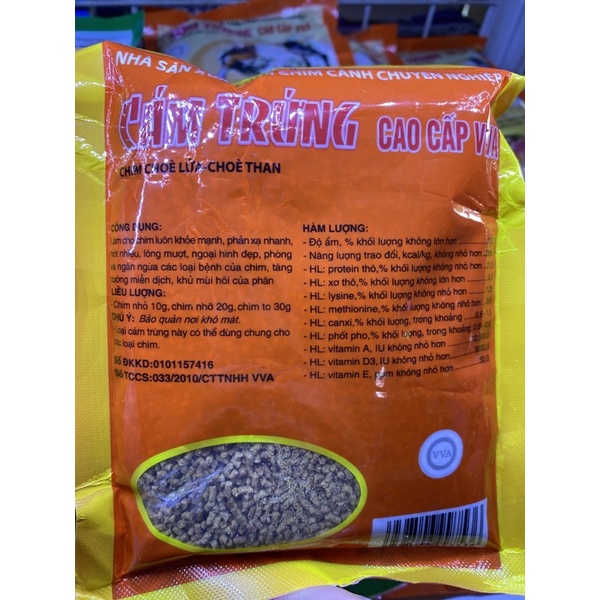 NHÀ SẢN CHIM CẢNH CHUYÊN NGHIỆP
CÁM TRỨNG CAO CẤP VVA
CHIM CHOÈ LỬA-CHOÈ THAN
CÔNG DỤNG:
Làm cho chim luôn khỏe mạnh, phản xạ nhanh,
hót nhiều, lông mượt, ngoại hình đẹp, phòng
và ngăn ngừa các loại bệnh của chim, tăng
cường miễn dịch, khử mùi hôi của phân
LIỀU LƯỢNG:
- Chim nhỏ 10g, chim nhỡ 20g, chim to 30g
CHÚ Ý: Bảo quản nơi khô mát.
- Loại cám trứng này có thể dùng chung cho
các loại chim.
Số ĐKKD:0101157416
Số TCCS:033/2010/CTTNHH VVA
HÀM LƯỢNG:
- Độ ẩm, % khối lượng không lớn hơn
- Năng lượng trao đổi, kcal/kg, không nhỏ hơn
- HL: protein thô,% khối lượng không nhỏ hơn
- HL: xơ thô,% khối lượng không lớn hơn
- HL: lysine,% khối lượng không nhỏ hơn
- HL: methionine,% khối lượng không nhỏ hơn
- HL: canxi,% khối lượng, trong khoảng
- HL: phốt pho,% khối lượng, trong khoảng
- HL: vitamin A, IU không nhỏ hơn
- HL: vitamin D3, IU không nhỏ hơn
- HL: vitamin E, ppm không nhỏ hơn
VVA